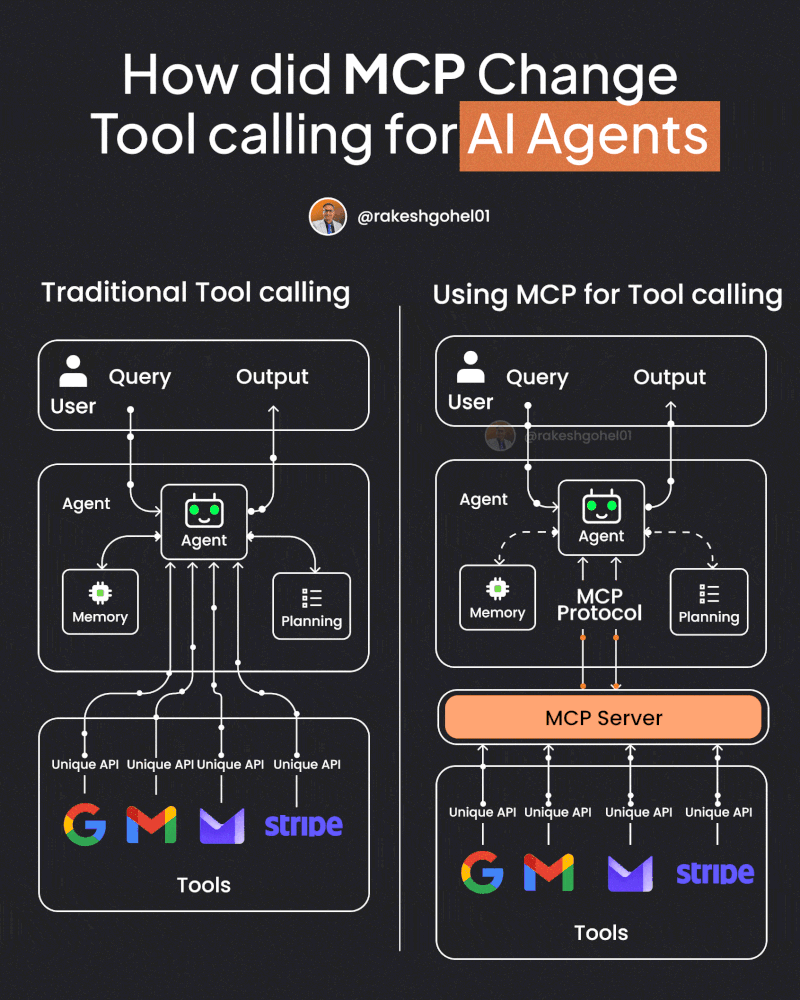 How did MCP Change
Tool calling for AI Agents
@rakeshgohel01
Traditional Tool calling
User
Query
Output
Agent
Agent
Memory
Planning
Unique API
Unique API
Unique API
Unique API
stripe
Tools
Using MCP for Tool calling
User
Query
Output
@rakeshgohel01
Agent
Agent
Memory
MCP
Protocol
Planning
MCP Server
Unique API
Unique API
Unique API
Unique API
stripe
Tools